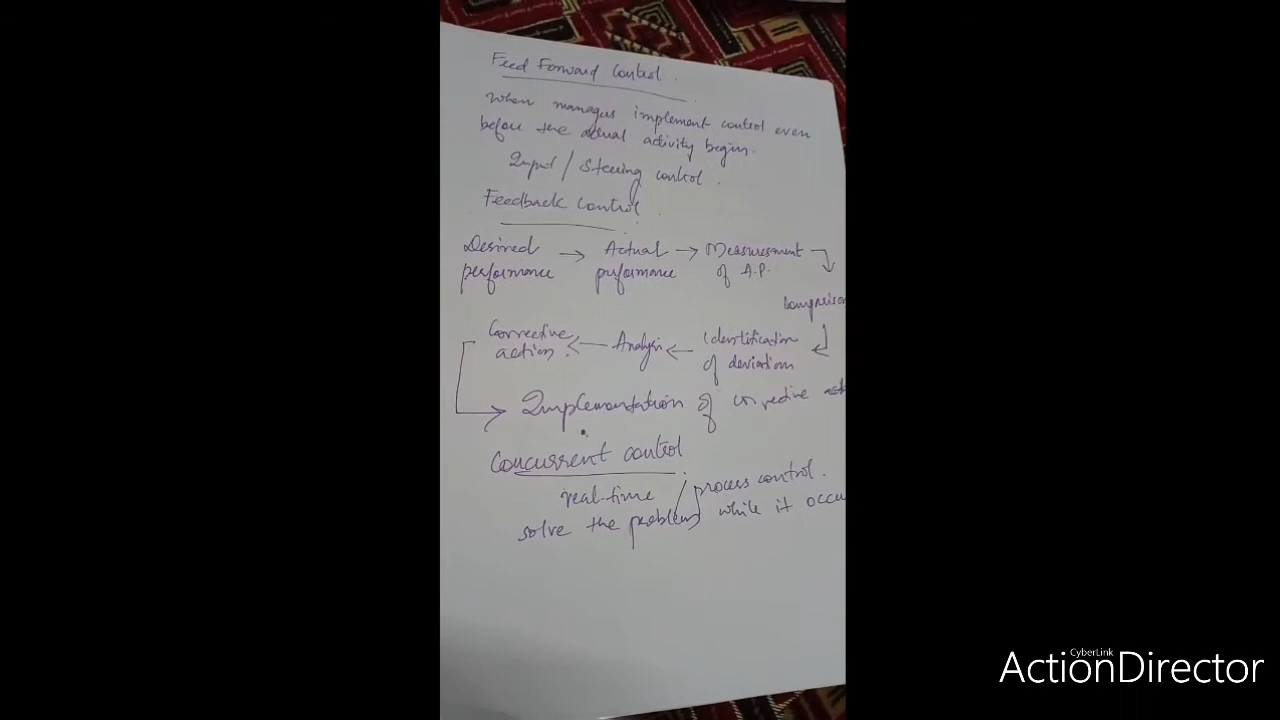 Feed Forward Control.
When managers implement control even
before the actual activity begin.
Input / Steering control.
Feedback Control
Desired performance → Actual performance → Measurement of A.P.
Comparison
Identification of deviation
Analysis
Corrective action.
Implementation of corrective
Concurrent control
real-time / process control.
solve the problem while it occu
CyberLink
ActionDirector